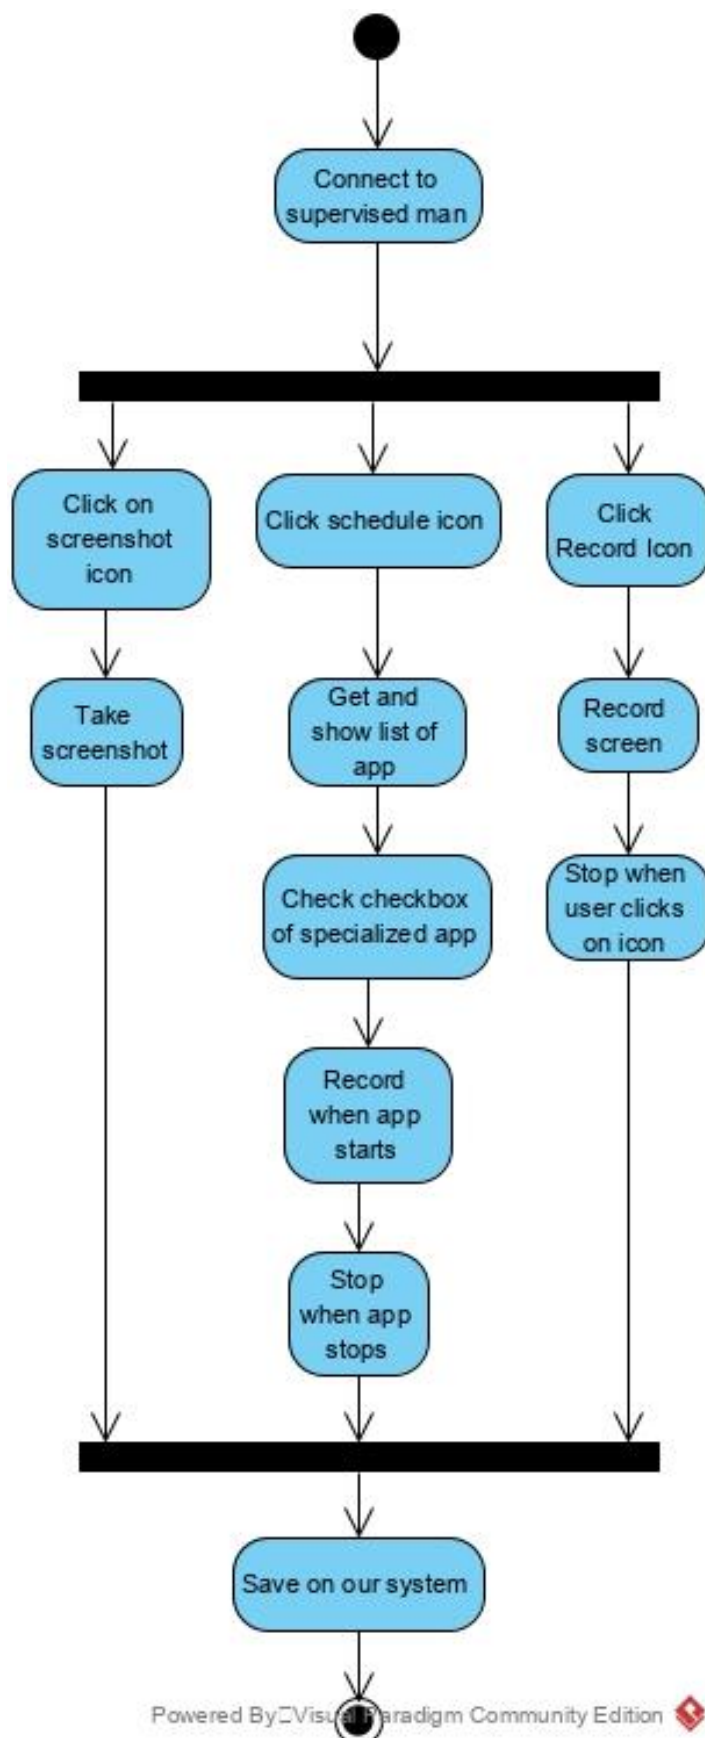 Connect to
supervised man
Click on
screenshot
icon
Click schedule icon
Click
Record Icon
Take
screenshot
Get and
show list of
app
Record
screen
Check checkbox
of specialized app
Stop when
user clicks
on icon
Record
when app
starts
Stop
when app
stops
Save on our system
Powered By Visual Paradigm Community Edition